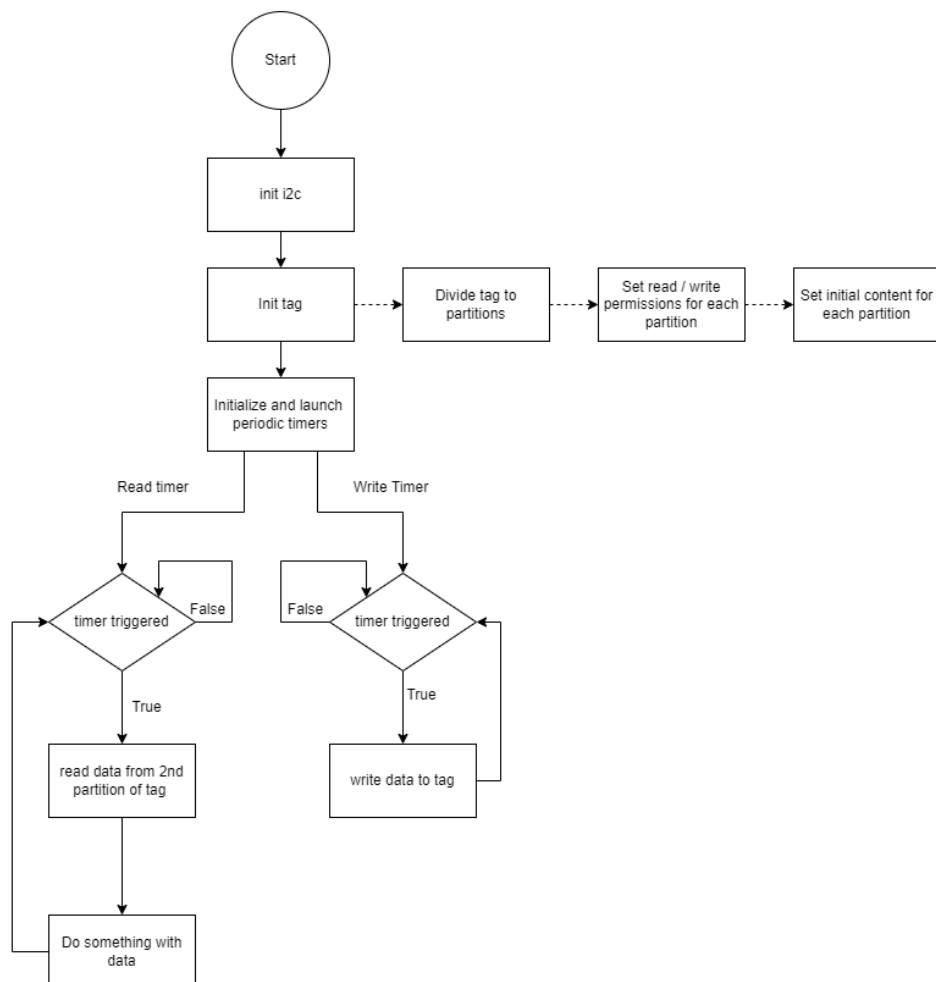 Start
init i2c
Init tag
Divide tag to
partitions
Set read / write
permissions for each
partition
Set initial content for
each partition
Initialize and launch
periodic timers
Read timer
Write Timer
timer triggered
False
False
timer triggered
True
True
read data from 2nd
partition of tag
write data to tag
Do something with
data